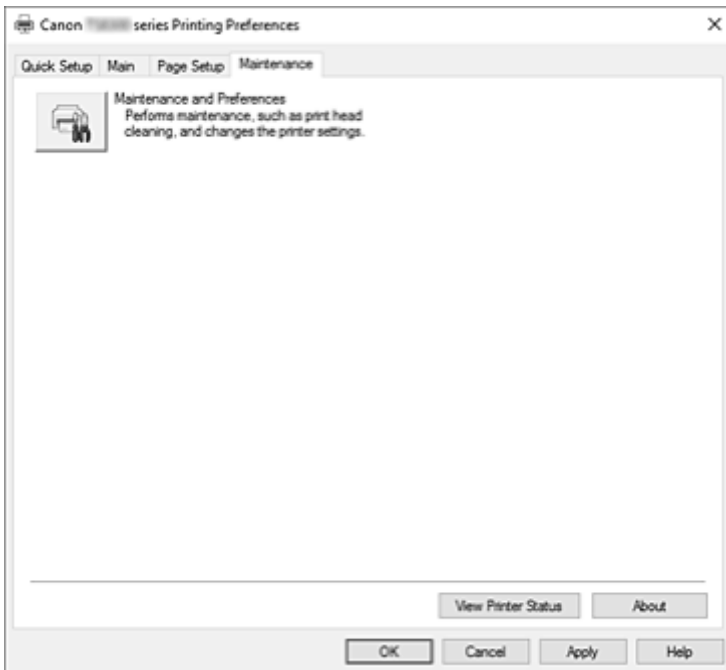 Canon series Printing Preferences
Quick Setup Main Page Setup Maintenance
Maintenance and Preferences
Performs maintenance, such as print head
cleaning, and changes the printer settings.
View Printer Status About
OK Cancel Apply Help